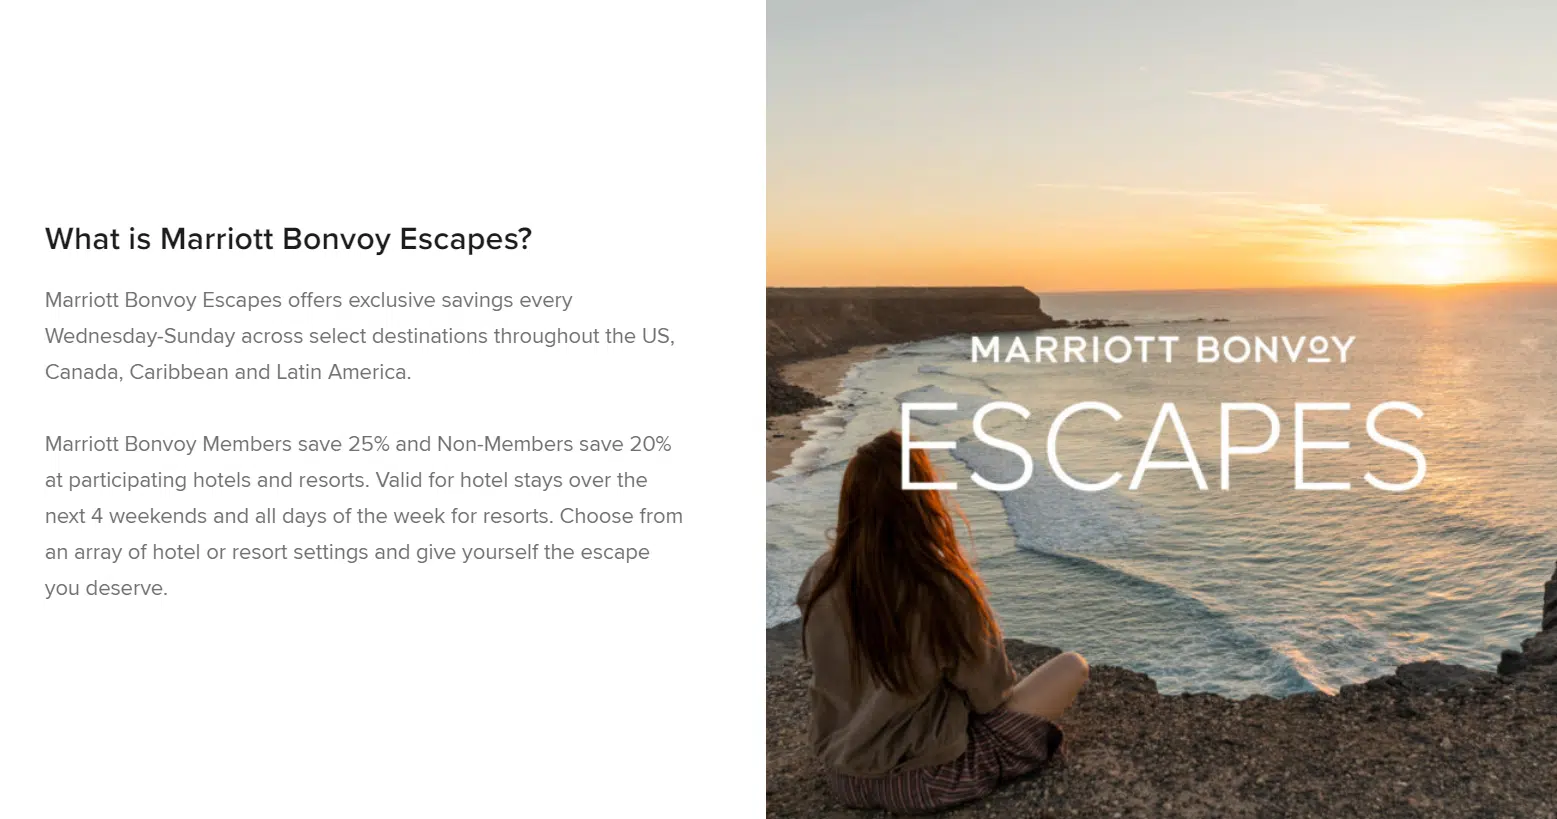 What is Marriott Bonvoy Escapes?
Marriott Bonvoy Escapes offers exclusive savings every
Wednesday-Sunday across select destinations throughout the US,
Canada, Caribbean and Latin America.
Marriott Bonvoy Members save 25% and Non-Members save 20%
at participating hotels and resorts. Valid for hotel stays over the
next 4 weekends and all days of the week for resorts. Choose from
an array of hotel or resort settings and give yourself the escape
you deserve.
MARRIOTT BONVOY
ESCAPES